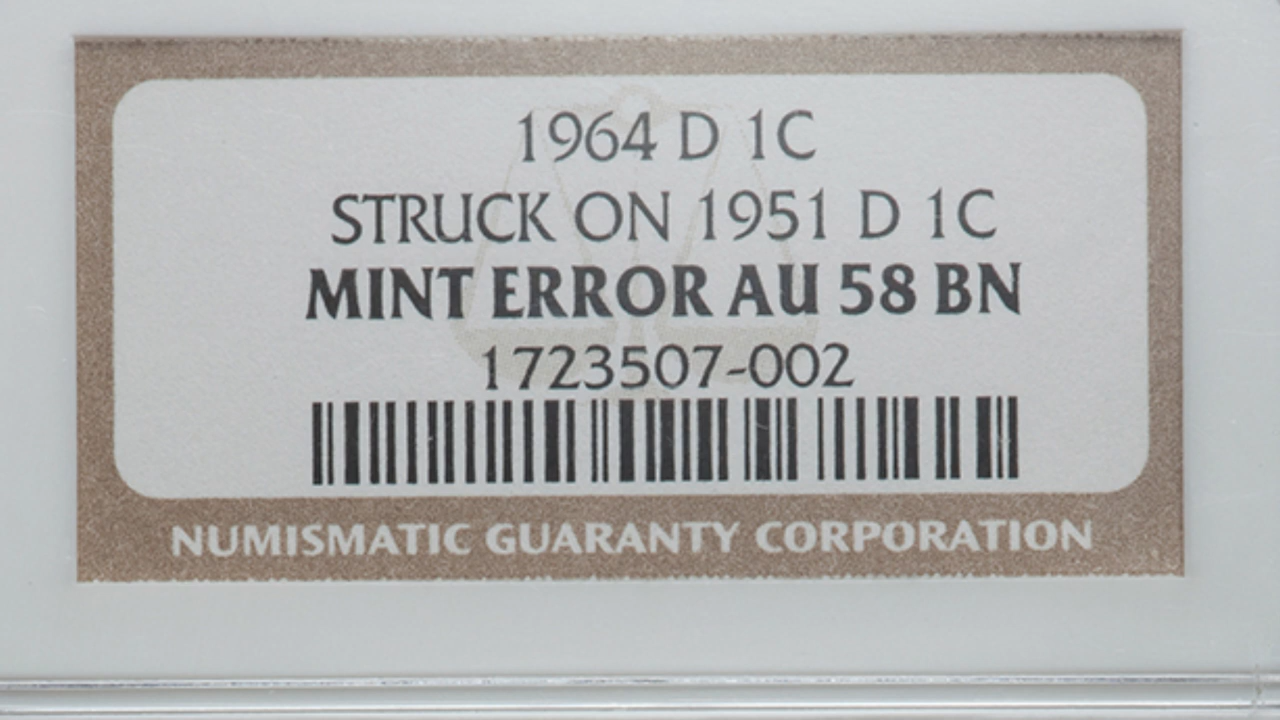 1964 D 1C
STRUCK ON 1951 D 1C
MINT ERROR AU 58 BN
1723507-002
NUMISMATIC GUARANTY CORPORATION